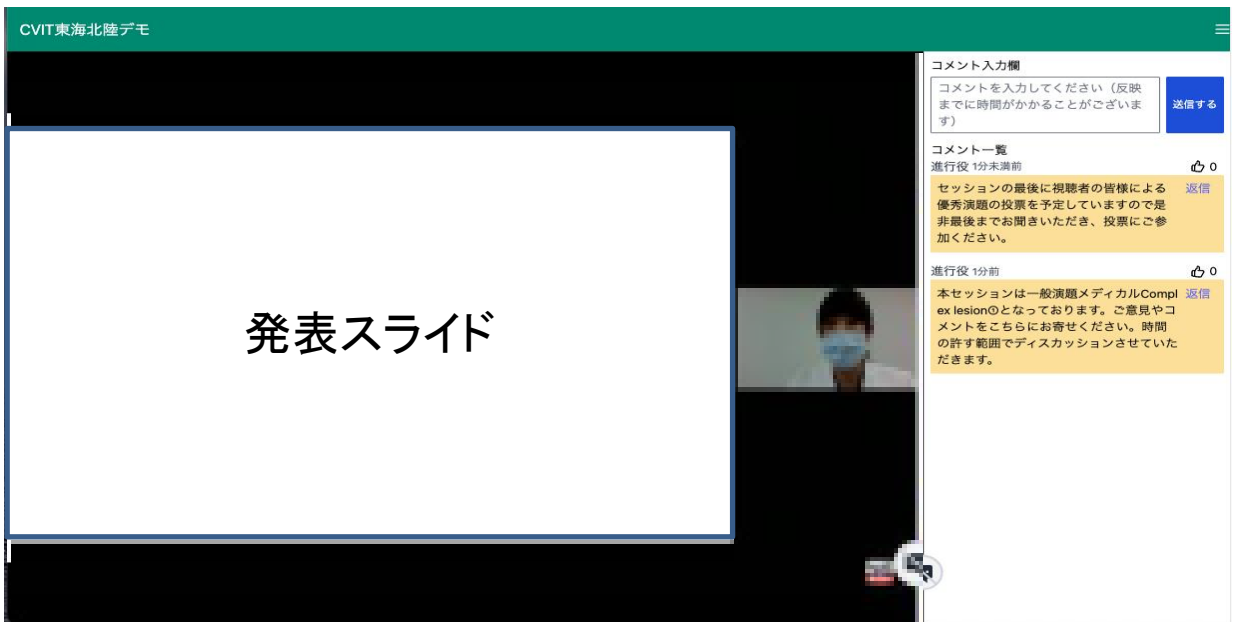 CVIT東海北陸デモ
コメント入力欄
コメントを入力してください（反映
までに時間がかかることがございま
す）
送信する
コメント一覧
進行役 1分未満前
0
セッションの最後に視聴者の皆様による
返信
優秀演題の投票を予定していますので是
非最後までお聞きいただき、投票にご参
加ください。
進行役 1分前
0
本セッションは一般演題メディカルCompl
返信
ex lesion①となっております。ご意見やコ
メントをこちらにお寄せください。時間
の許す範囲でディスカッションさせていた
だきます。
発表スライド